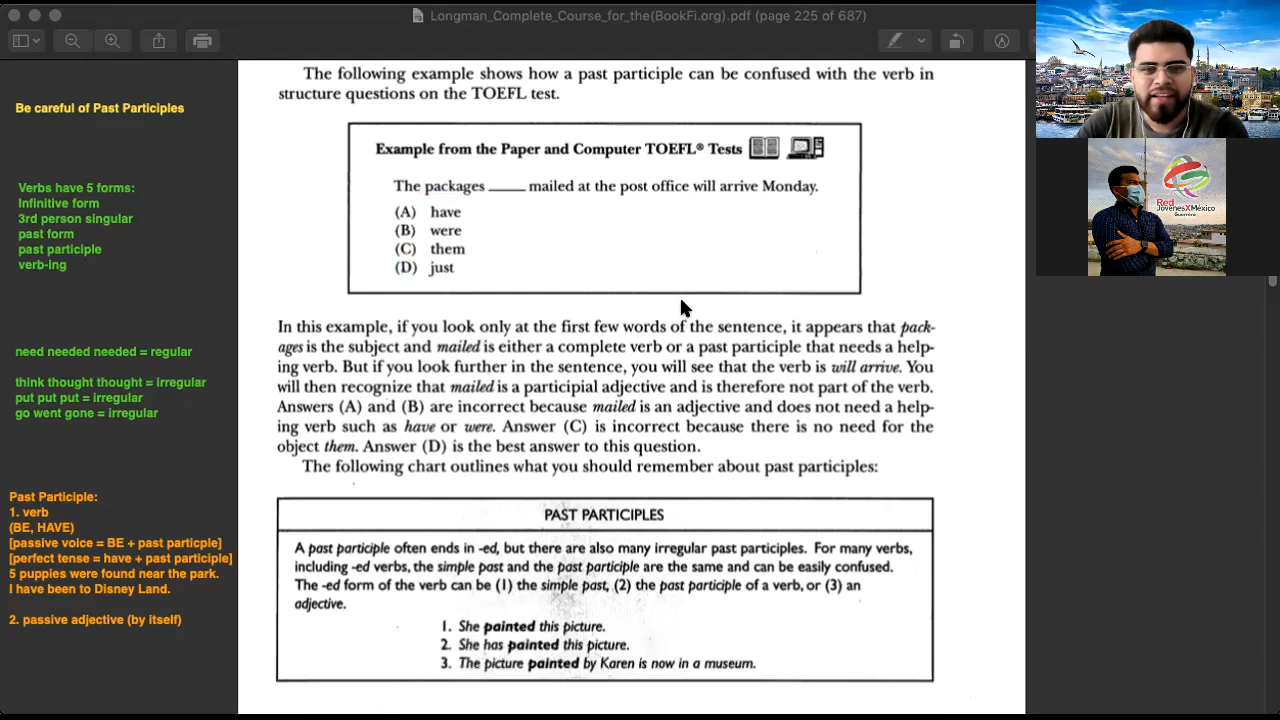 Longman_Complete_Course_for_the(BookFi.org).pdf (page 225 of 687)
Be careful of Past Participles
Verbs have 5 forms:
Infinitive form
3rd person singular
past form
past participle
verb-ing
need needed needed = regular
think thought thought = irregular
put put put = irregular
go went gone = irregular
Past Participle:
1. verb
(BE, HAVE)
[passive voice = BE + past particple]
[perfect tense = have + past participle]
5 puppies were found near the park.
I have been to Disney Land.
2. passive adjective (by itself)
The following example shows how a past participle can be confused with the verb in
structure questions on the TOEFL test.
Example from the Paper and Computer TOEFL® Tests
The packages ____ mailed at the post office will arrive Monday.
(A) have
(B) were
(C) them
(D) just
In this example, if you look only at the first few words of the sentence, it appears that pack-
ages is the subject and mailed is either a complete verb or a past participle that needs a help-
ing verb. But if you look further in the sentence, you will see that the verb is will arrive. You
will then recognize that mailed is a participial adjective and is therefore not part of the verb.
Answers (A) and (B) are incorrect because mailed is an adjective and does not need a help-
ing verb such as have or were. Answer (C) is incorrect because there is no need for the
object them. Answer (D) is the best answer to this question.
The following chart outlines what you should remember about past participles:
PAST PARTICIPLES
A past participle often ends in -ed, but there are also many irregular past participles. For many verbs,
including -ed verbs, the simple past and the past participle are the same and can be easily confused.
The -ed form of the verb can be (1) the simple past, (2) the past participle of a verb, or (3) an
adjective.
1. She painted this picture.
2. She has painted this picture.
3. The picture painted by Karen is now in a museum.
Red
JóvenesXMéxico
Guerrero